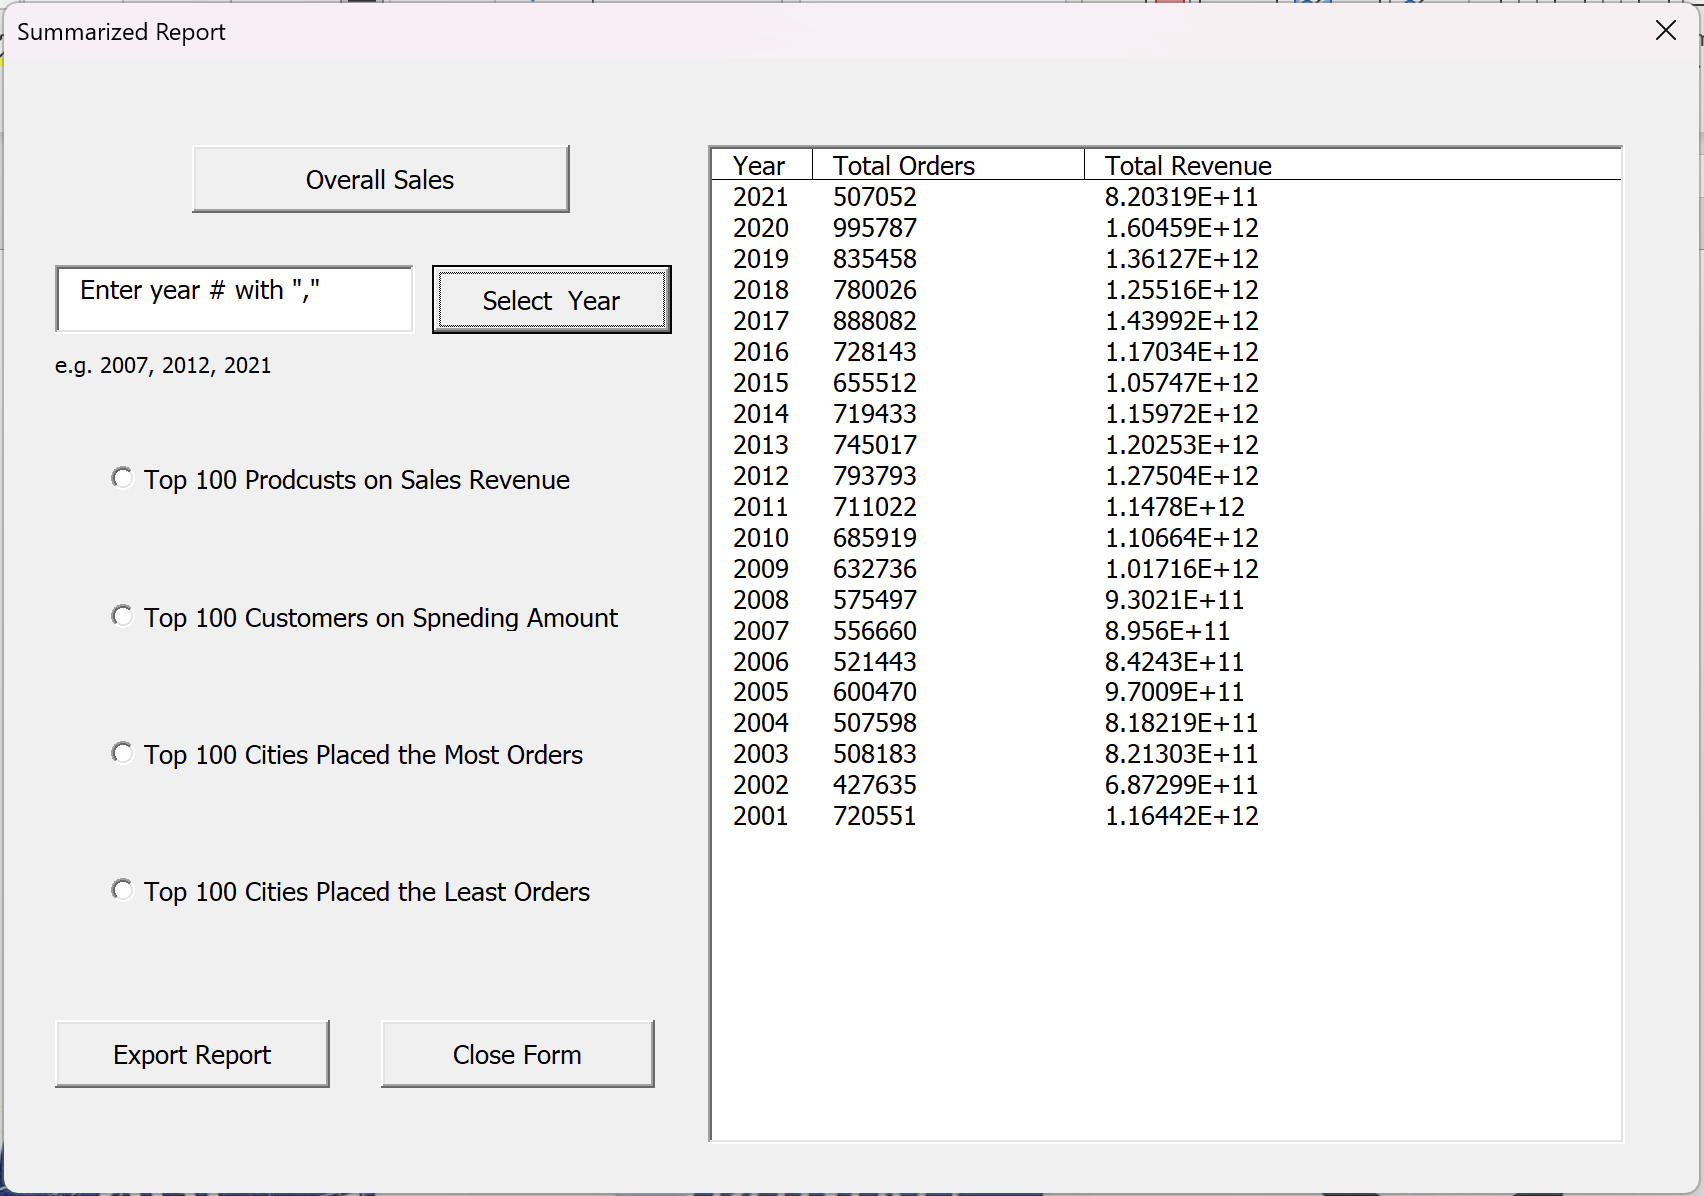 Summarized Report
Overall Sales
Enter year # with ","
Select  Year
e.g. 2007, 2012, 2021
Top 100 Prodcusts on Sales Revenue
Top 100 Customers on Spneding Amount
Top 100 Cities Placed the Most Orders
Top 100 Cities Placed the Least Orders
Export Report
Close Form
Year Total Orders Total Revenue
2021 507052 8.20319E+11
2020 995787 1.60459E+12
2019 835458 1.36127E+12
2018 780026 1.25516E+12
2017 888082 1.43992E+12
2016 728143 1.17034E+12
2015 655512 1.05747E+12
2014 719433 1.15972E+12
2013 745017 1.20253E+12
2012 793793 1.27504E+12
2011 711022 1.1478E+12
2010 685919 1.10664E+12
2009 632736 1.01716E+12
2008 575497 9.3021E+11
2007 556660 8.956E+11
2006 521443 8.4243E+11
2005 600470 9.7009E+11
2004 507598 8.18219E+11
2003 508183 8.21303E+11
2002 427635 6.87299E+11
2001 720551 1.16442E+12